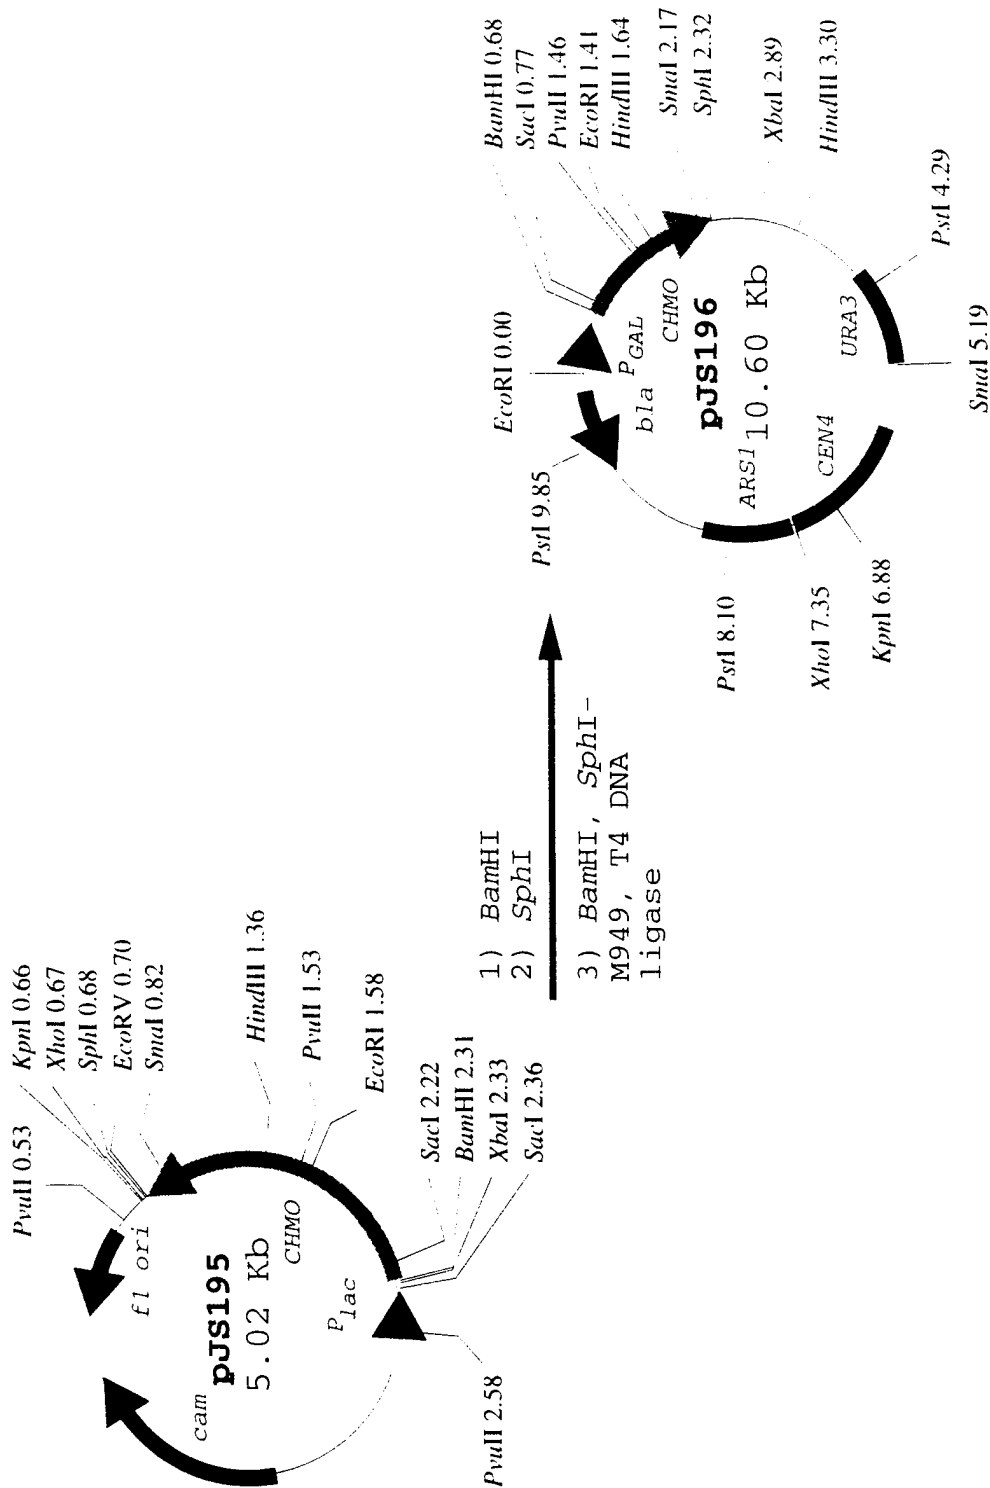 PvuII 0.53
KpnI 0.66
XhoI 0.67
SphI 0.68
EcoRV 0.70
SmaI 0.82
HindIII 1.36
PvuII 1.53
EcoRI 1.58
SacI 2.22
BamHI 2.31
XbaI 2.33
SacI 2.36
PvuII 2.58
fl ori
cam
pJS195
5.02 Kb
CHMO
Plac
1) BamHI
2) SphI
3) BamHI, SphI-
M949, T4 DNA
ligase
EcoRI 0.00
BamHI 0.68
SacI 0.77
PvuII 1.46
EcoRI 1.41
HindIII 1.64
SmaI 2.17
SphI 2.32
XbaI 2.89
HindIII 3.30
PstI 4.29
SmaI 5.19
KpnI 6.88
XhoI 7.35
PstI 8.10
PstI 9.85
bla
PGAL
CHMO
pJS196
10.60 Kb
ARS1
CEN4
URA3